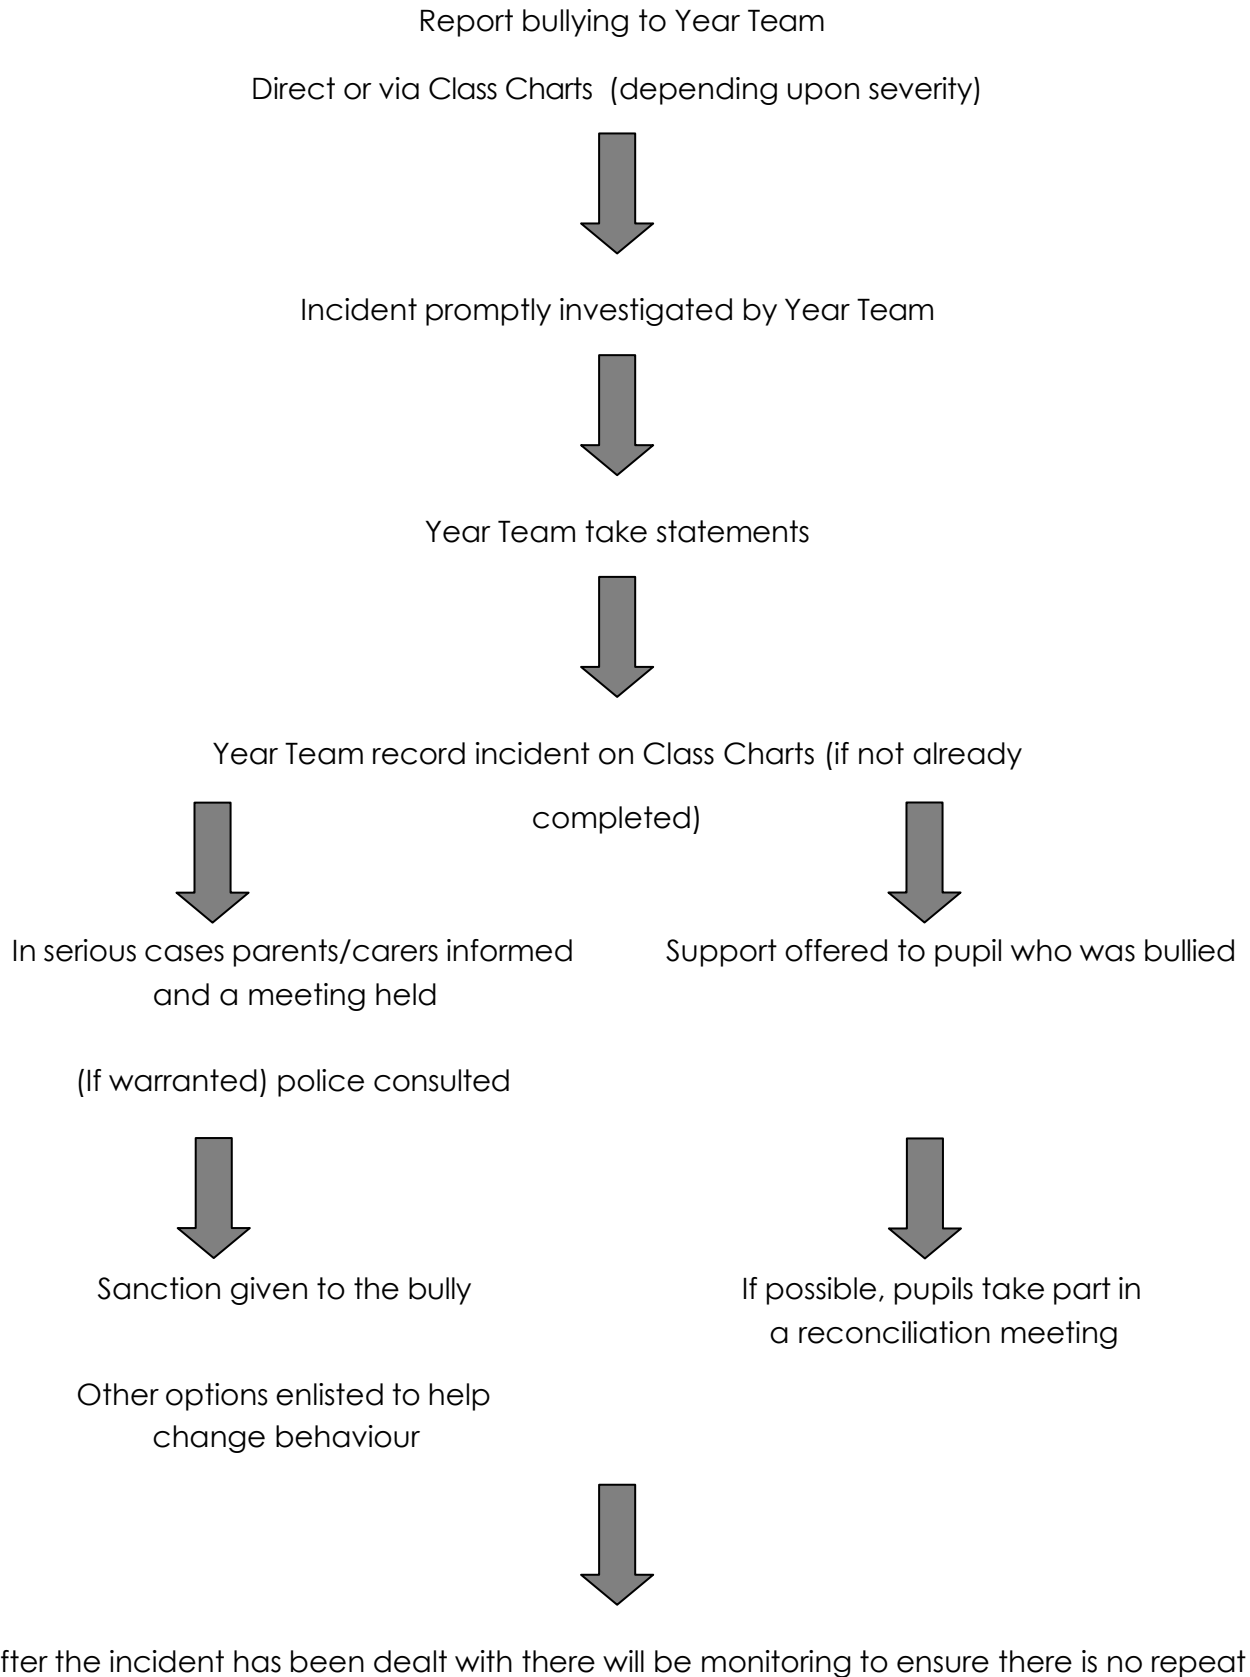 Report bullying to Year Team
Direct or via Class Charts (depending upon severity)
Incident promptly investigated by Year Team
Year Team take statements
Year Team record incident on Class Charts (if not already
completed)
In serious cases parents/carers informed
and a meeting held
(If warranted) police consulted
Support offered to pupil who was bullied
Sanction given to the bully
Other options enlisted to help
change behaviour
If possible, pupils take part in
a reconciliation meeting
fter the incident has been dealt with there will be monitoring to ensure there is no repeat